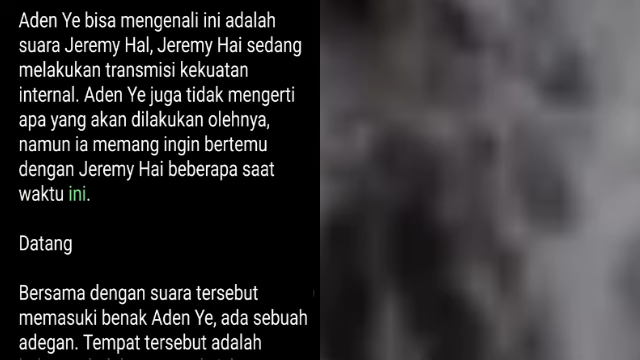 Aden Ye bisa mengenali ini adalah
suara Jeremy Hal, Jeremy Hai sedang
melakukan transmisi kekuatan
internal. Aden Ye juga tidak mengerti
apa yang akan dilakukan olehnya,
namun ia memang ingin bertemu
dengan Jeremy Hai beberapa saat
waktu ini.
Datang
Bersama dengan suara tersebut
memasuki benak Aden Ye, ada sebuah
adegan. Tempat tersebut adalah